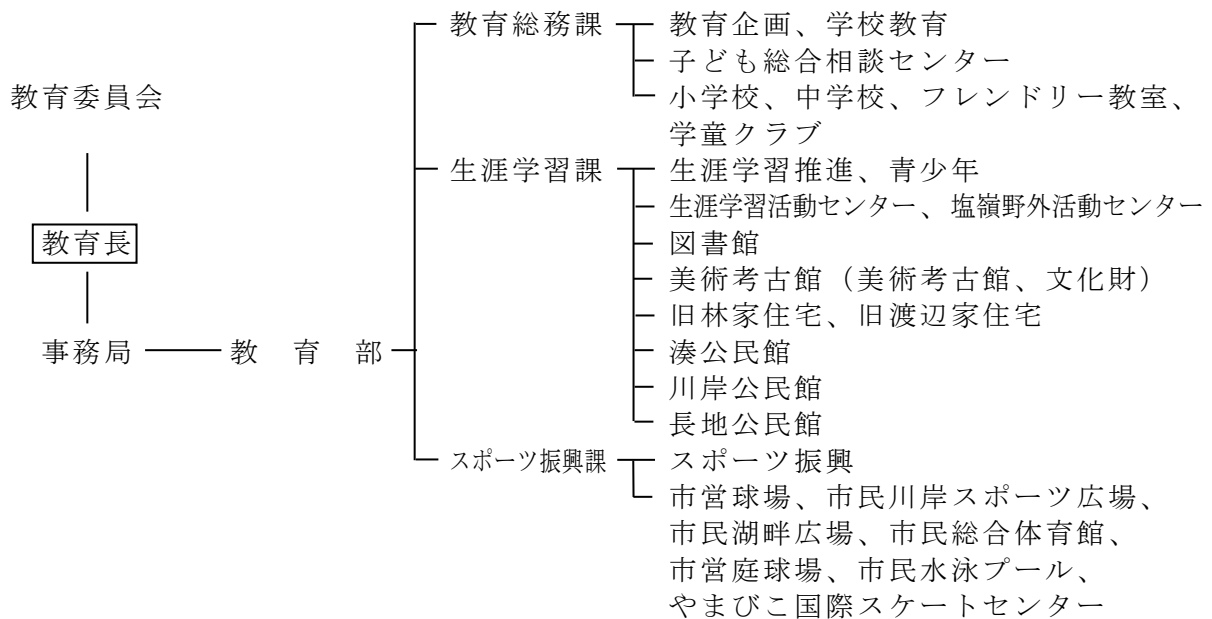 教育総務課 教育企画、学校教育
子ども総合相談センター
教育委員会
小学校、中学校、フレンドリー教室、
学童クラブ
生涯学習課 生涯学習推進、青少年
生涯学習活動センター、塩嶺野外活動センター
教育長
図書館
美術考古館（美術考古館、文化財）
旧林家住宅、旧渡辺家住宅
事務局 教育部
湊公民館
川岸公民館
長地公民館
スポーツ振興課 スポーツ振興
市営球場、市民川岸スポーツ広場、
市民湖畔広場、市民総合体育館、
市営庭球場、市民水泳プール、
やまびこ国際スケートセンター